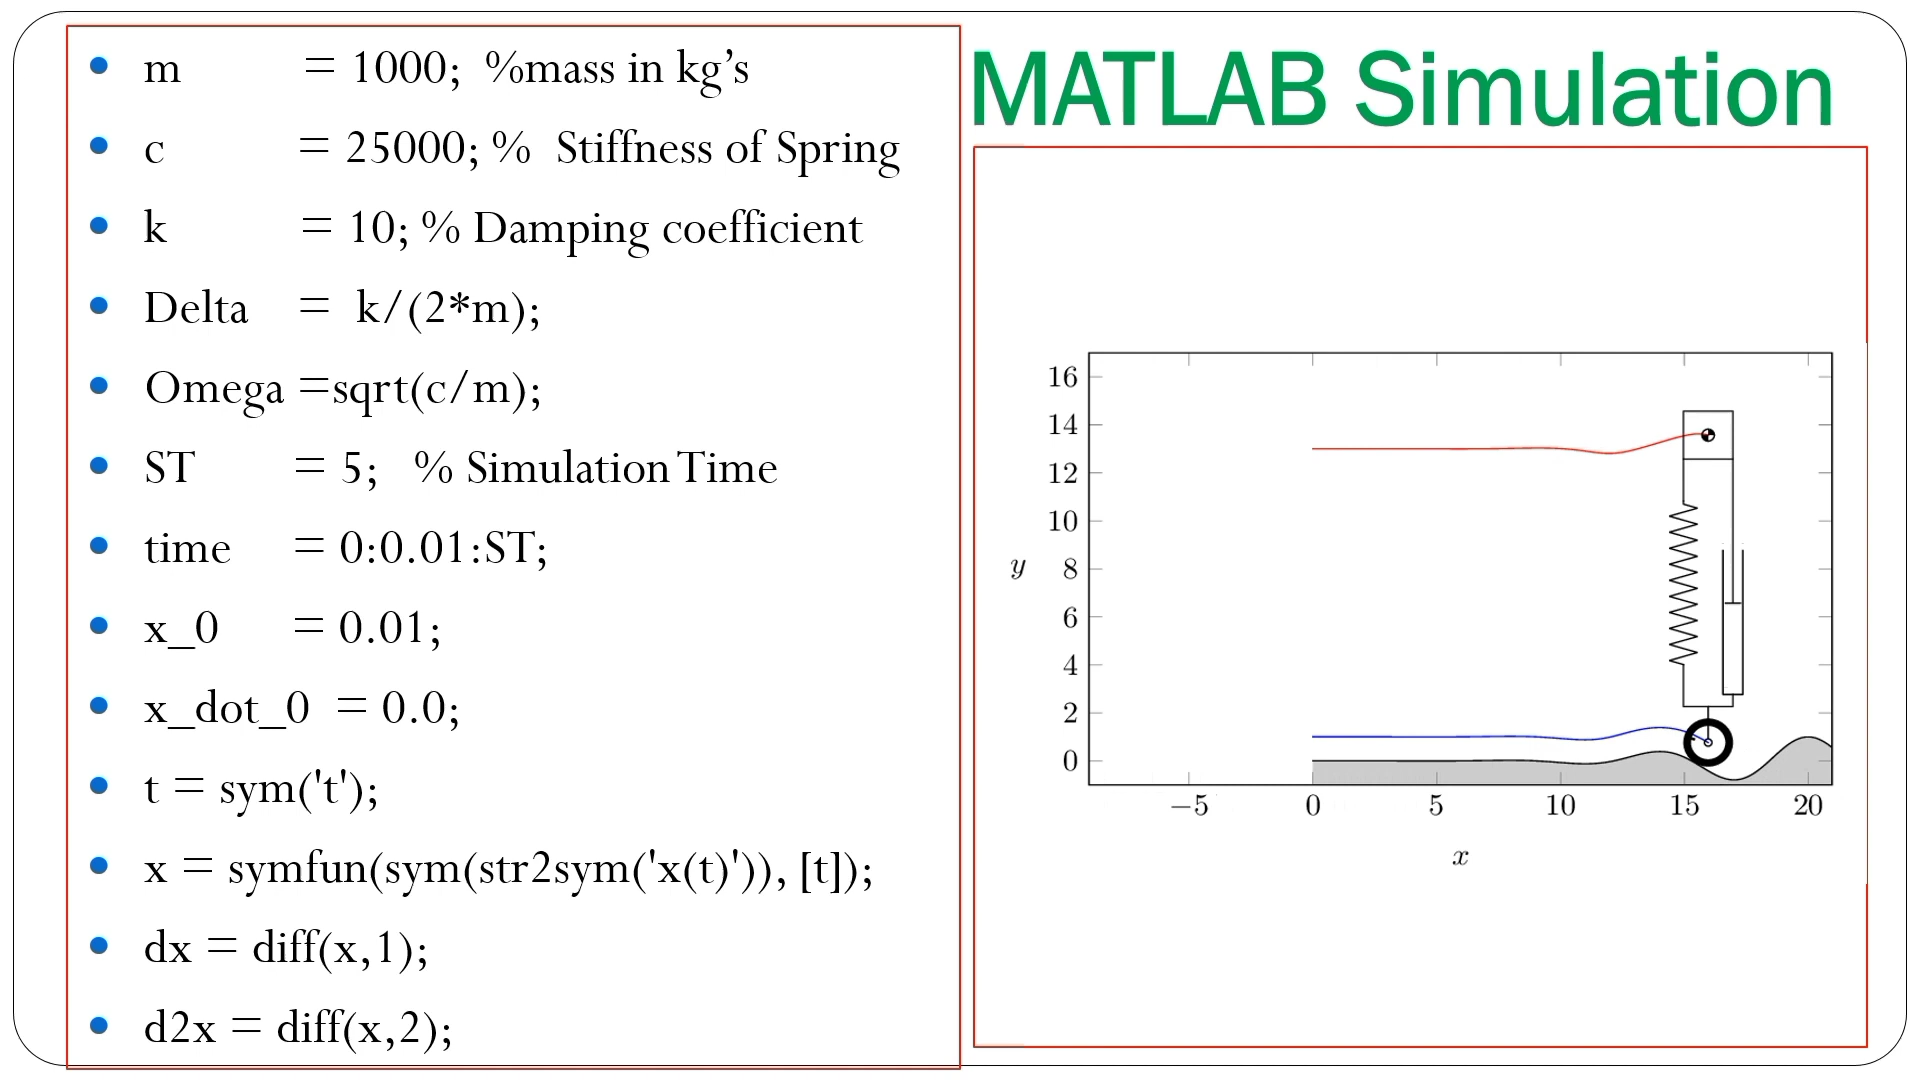 m = 1000; %mass in kg’s
c = 25000; % Stiffness of Spring
k = 10; % Damping coefficient
Delta = k/(2*m);
Omega =sqrt(c/m);
ST = 5; % Simulation Time
time = 0:0.01:ST;
x_0 = 0.01;
x_dot_0 = 0.0;
t = sym('t');
x = symfun(sym(str2sym('x(t)')), [t]);
dx = diff(x,1);
d2x = diff(x,2);
MATLAB Simulation
16
14
12
10
8
6
4
2
0
y
−5 0 5 10 15 20
x